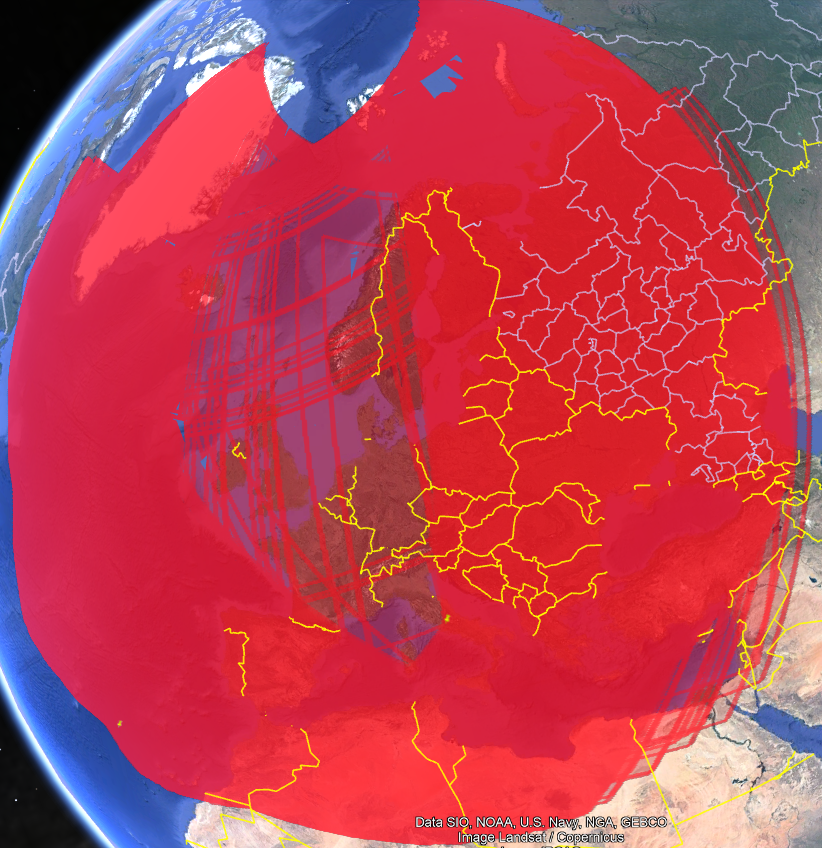 Data SIO, NOAA, U.S. Navy, NGA, GEBCO
Image Landsat / Copernicus